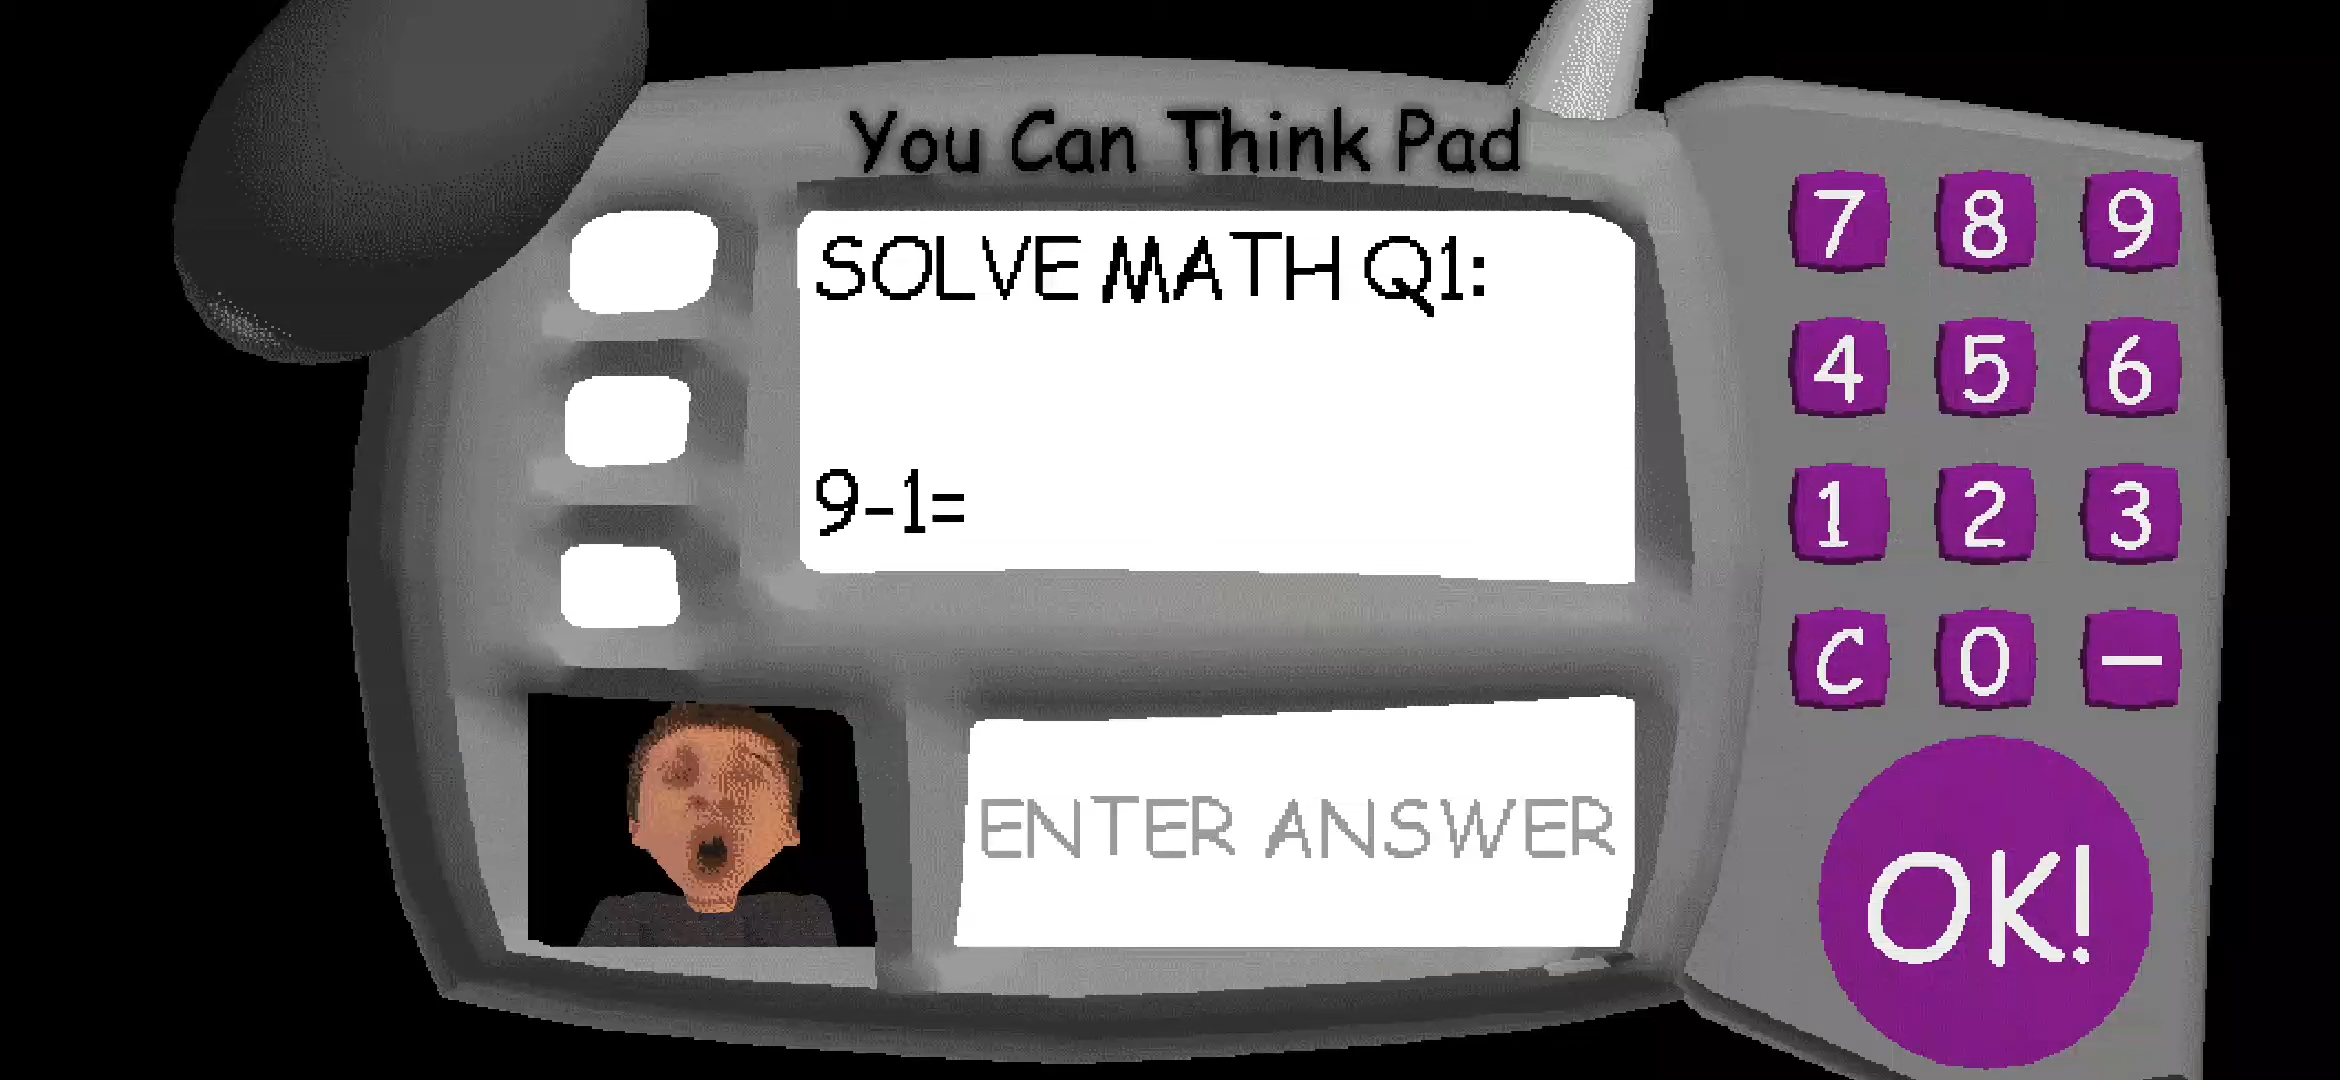 You Can Think Pad
SOLVE MATH Q1:
9-1=
ENTER ANSWER
7 8 9
4 5 6
1 2 3
C 0 -
OK!